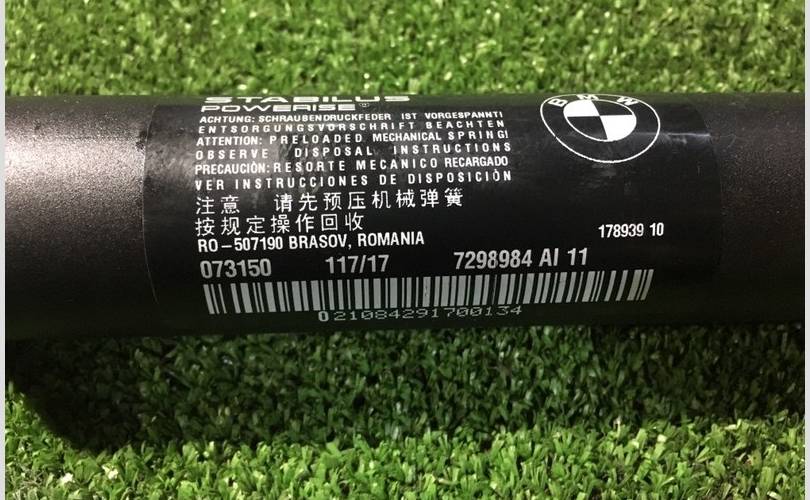 STABILUS
POWERISE®
BMW
ACHTUNG: SCHRAUBENDRUCKFEDER IST VORGESPANNT!
ENTSORGUNGSVORSCHRIFT BEACHTEN
ATTENTION: PRELOADED MECHANICAL SPRING!
OBSERVE DISPOSAL INSTRUCTIONS
PRECAUCIÓN: RESORTE MECANICO RECARGADO
VER INSTRUCCIONES DE DISPOSICIÒN
注意 请先预压机械弹簧
按规定操作回收
RO-507190 BRASOV, ROMANIA
178939 10
073150 117/17 7298984 AI 11
021084291700134